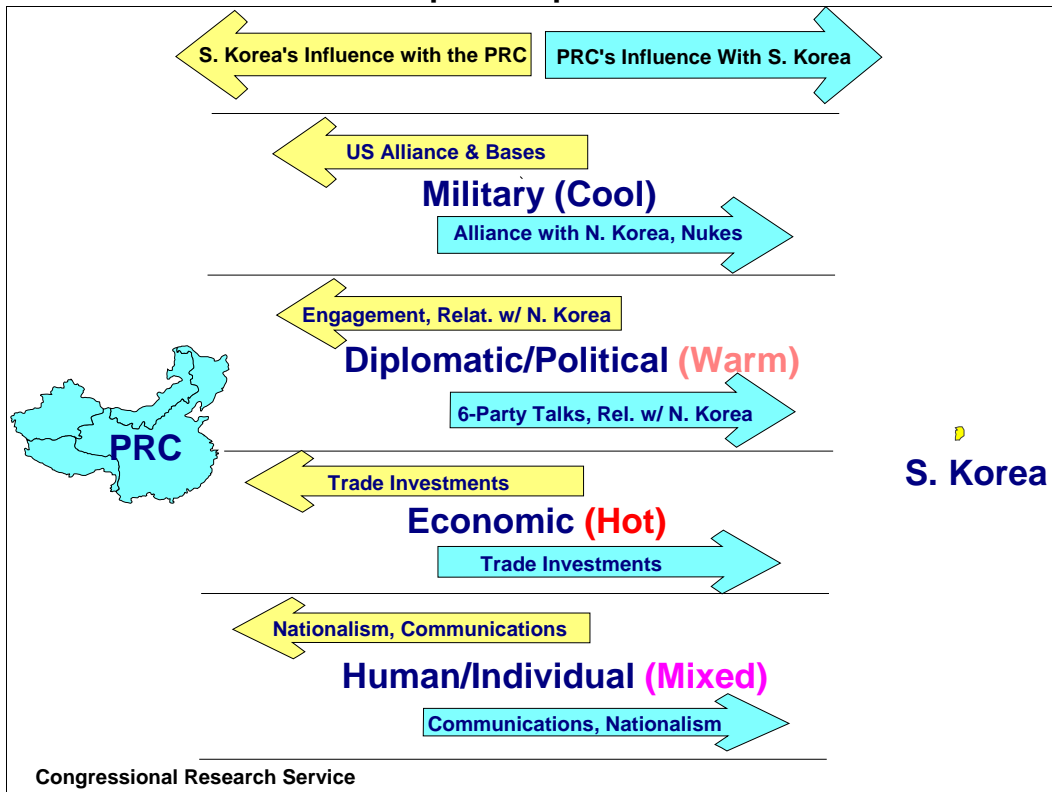 S. Korea's Influence with the PRC
PRC's Influence With S. Korea
US Alliance & Bases
Military (Cool)
Alliance with N. Korea, Nukes
Engagement, Relat. w/ N. Korea
Diplomatic/Political (Warm)
6-Party Talks, Rel. w/ N. Korea
PRC
S. Korea
Trade Investments
Economic (Hot)
Trade Investments
Nationalism, Communications
Human/Individual (Mixed)
Communications, Nationalism
Congressional Research Service